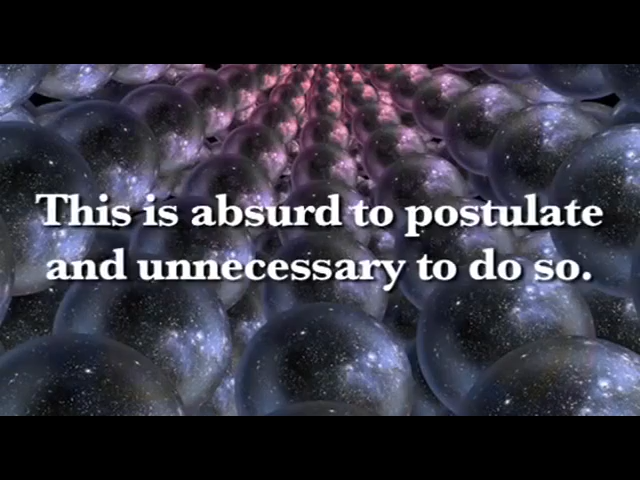 This is absurd to postulate
and unnecessary to do so.